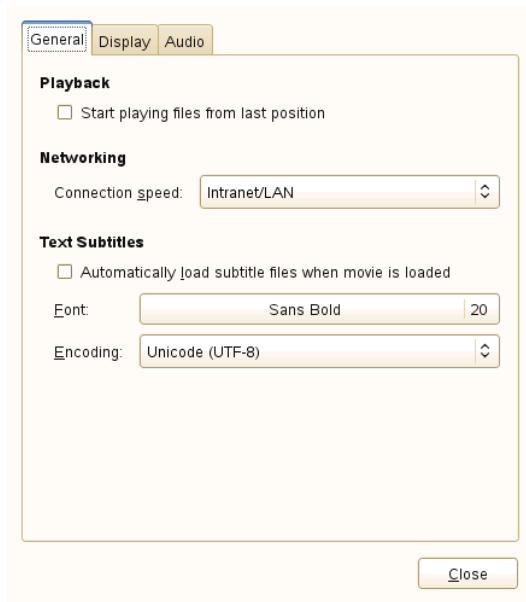 General Display Audio
Playback
Start playing files from last position
Networking
Connection speed: Intranet/LAN
Text Subtitles
Automatically load subtitle files when movie is loaded
Font: Sans Bold 20
Encoding: Unicode (UTF-8)
Close